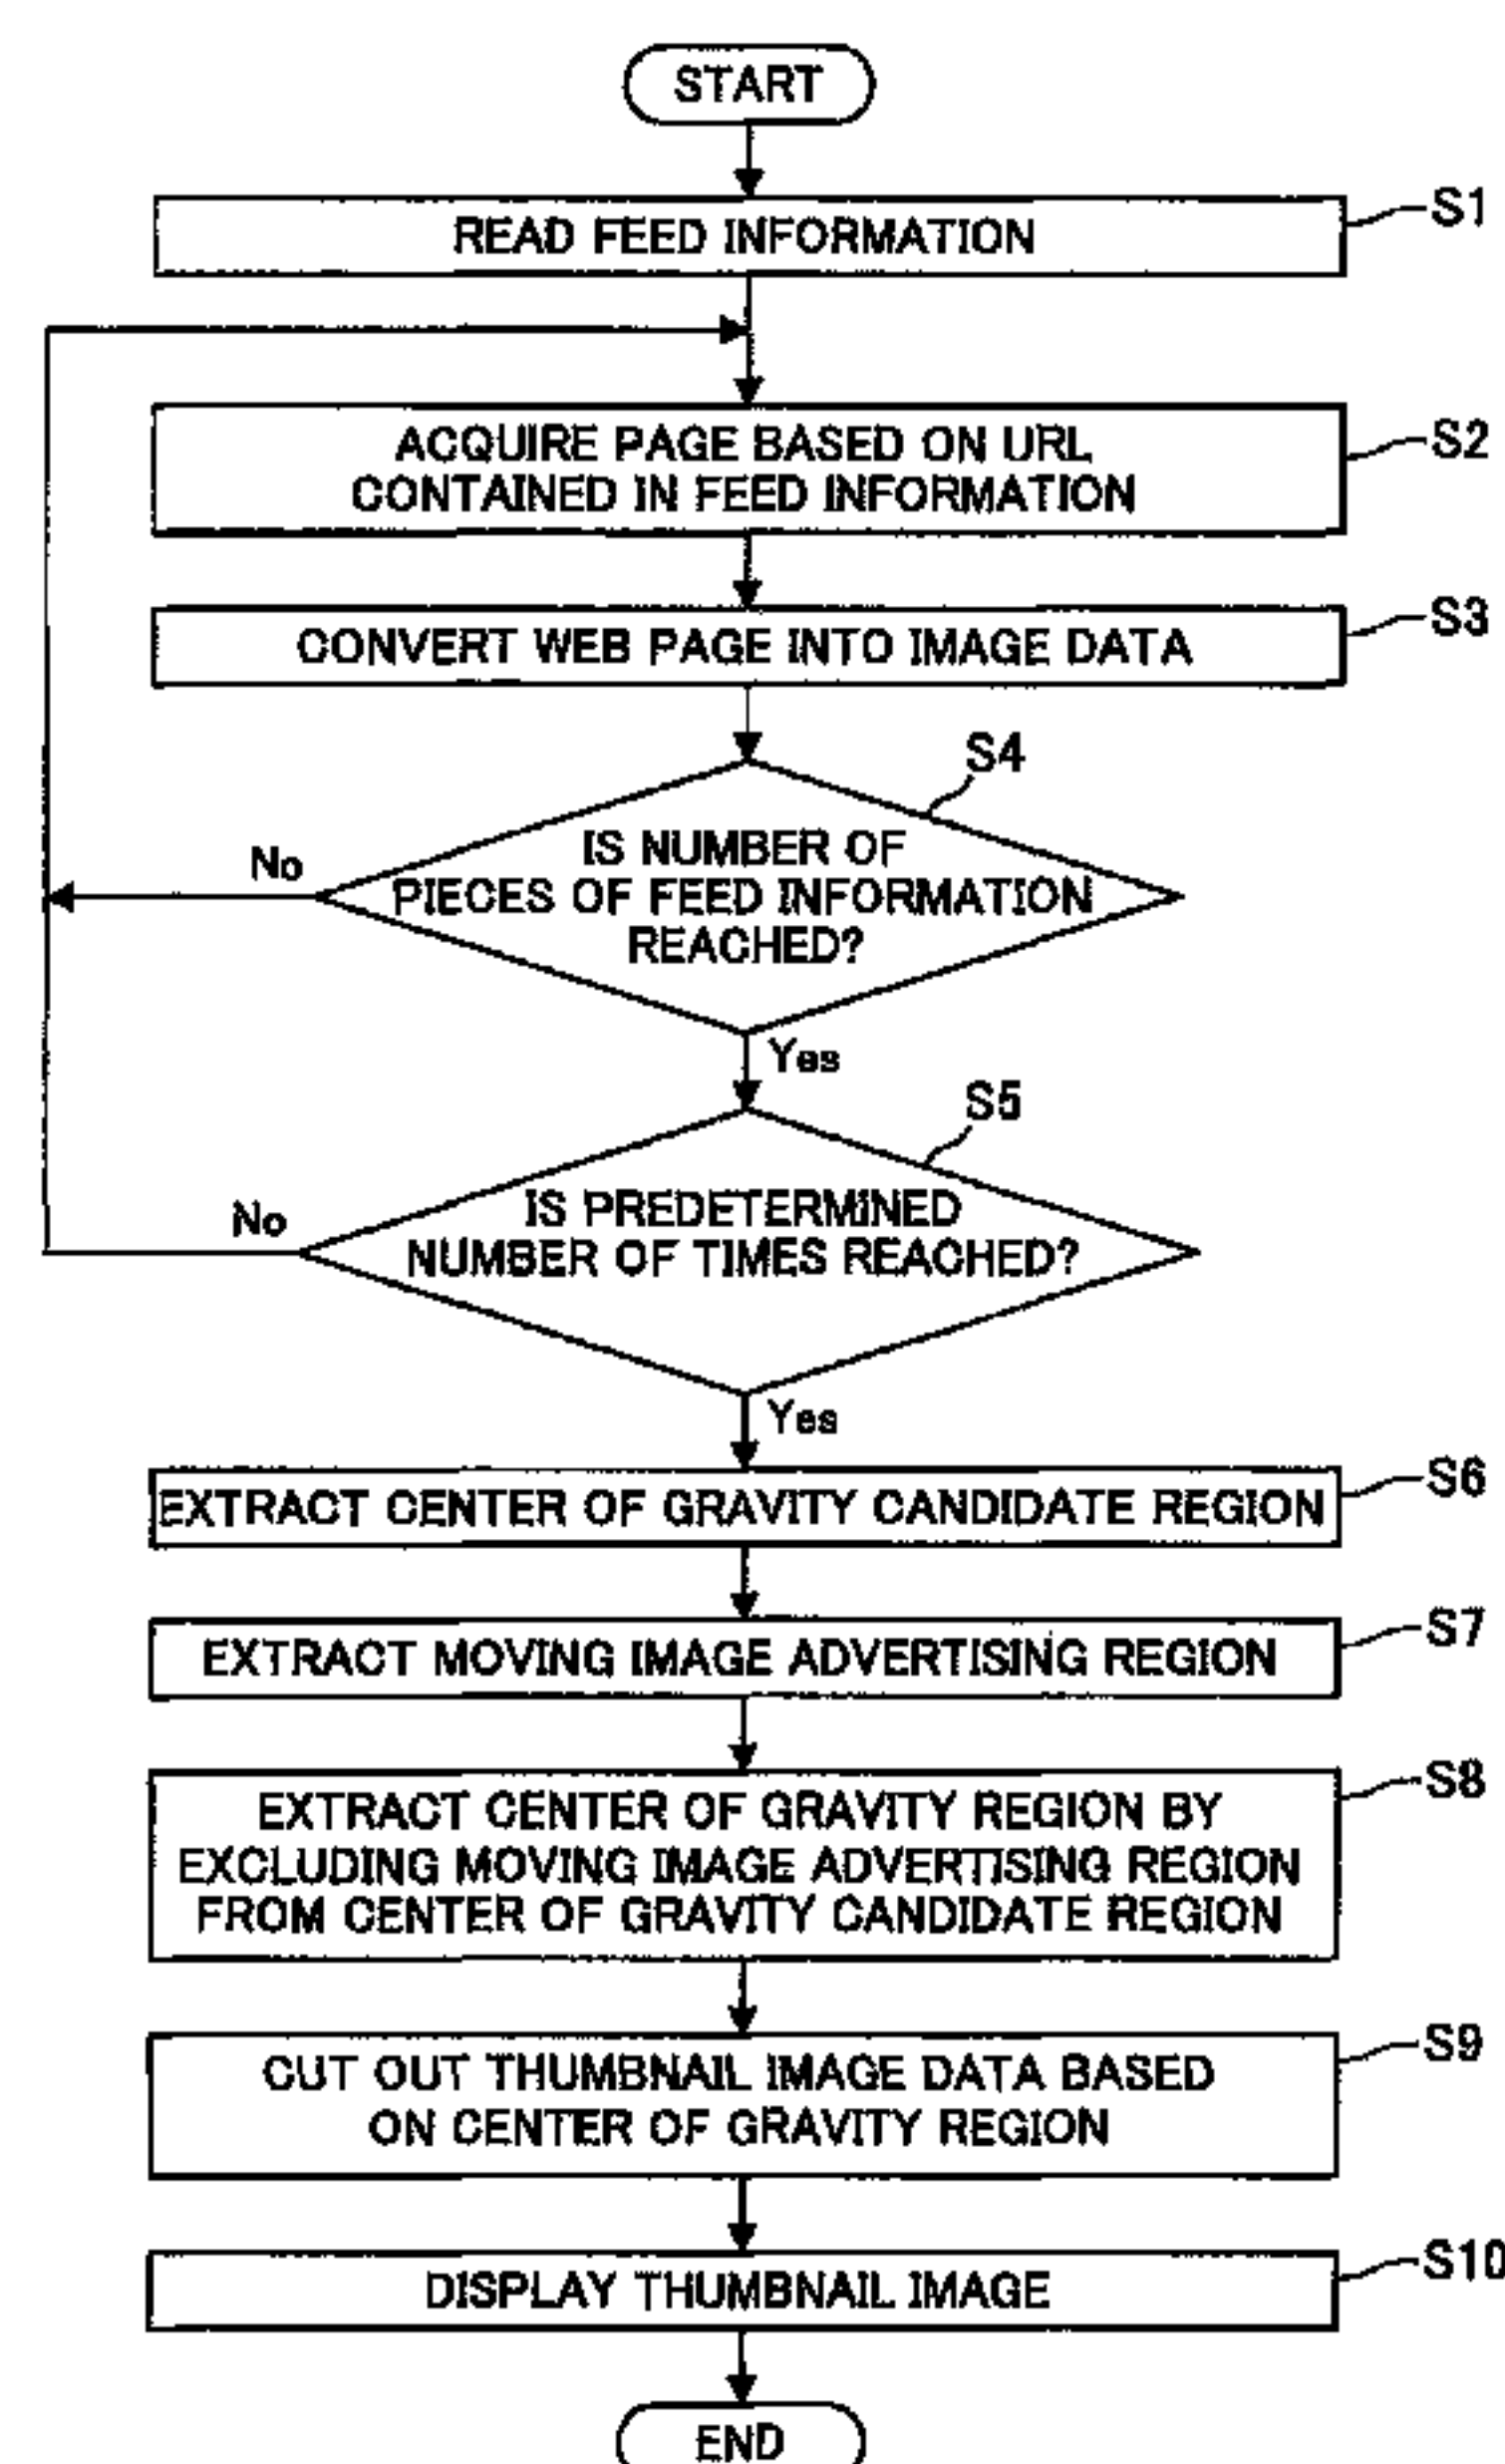 START
READ FEED INFORMATION
S1
ACQUIRE PAGE BASED ON URL
CONTAINED IN FEED INFORMATION
S2
CONVERT WEB PAGE INTO IMAGE DATA
S3
S4
IS NUMBER OF
PIECES OF FEED INFORMATION
REACHED?
No
Yes
S5
IS PREDETERMINED
NUMBER OF TIMES REACHED?
No
Yes
EXTRACT CENTER OF GRAVITY CANDIDATE REGION
S6
EXTRACT MOVING IMAGE ADVERTISING REGION
S7
EXTRACT CENTER OF GRAVITY REGION BY
EXCLUDING MOVING IMAGE ADVERTISING REGION
FROM CENTER OF GRAVITY CANDIDATE REGION
S8
CUT OUT THUMBNAIL IMAGE DATA BASED
ON CENTER OF GRAVITY REGION
S9
DISPLAY THUMBNAIL IMAGE
S10
END